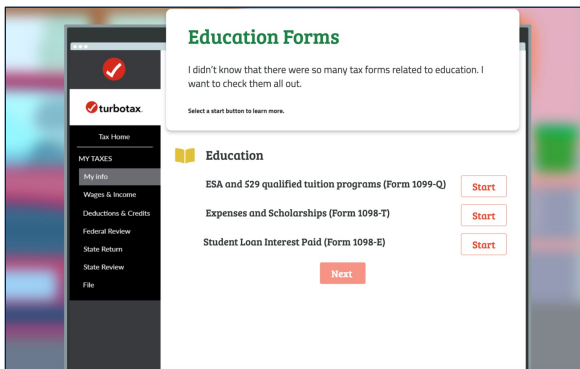 Education Forms
I didn't know that there were so many tax forms related to education. I
want to check them all out.
Select a start button to learn more.
turbotax.
Tax Home
MY TAXES
My info
Wages & Income
Deductions & Credits
Federal Review
State Return
State Review
File
Education
ESA and 529 qualified tuition programs (Form 1099-Q)
Start
Expenses and Scholarships (Form 1098-T)
Start
Student Loan Interest Paid (Form 1098-E)
Start
Next